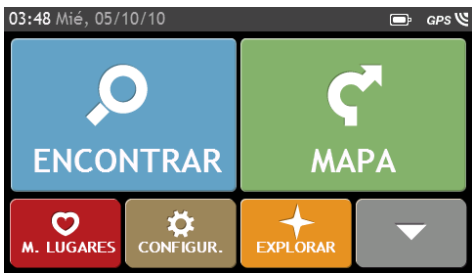 03:48 Mié, 05/10/10 GPS
ENCONTRAR MAPA
M. LUGARES CONFIGUR. EXPLORAR